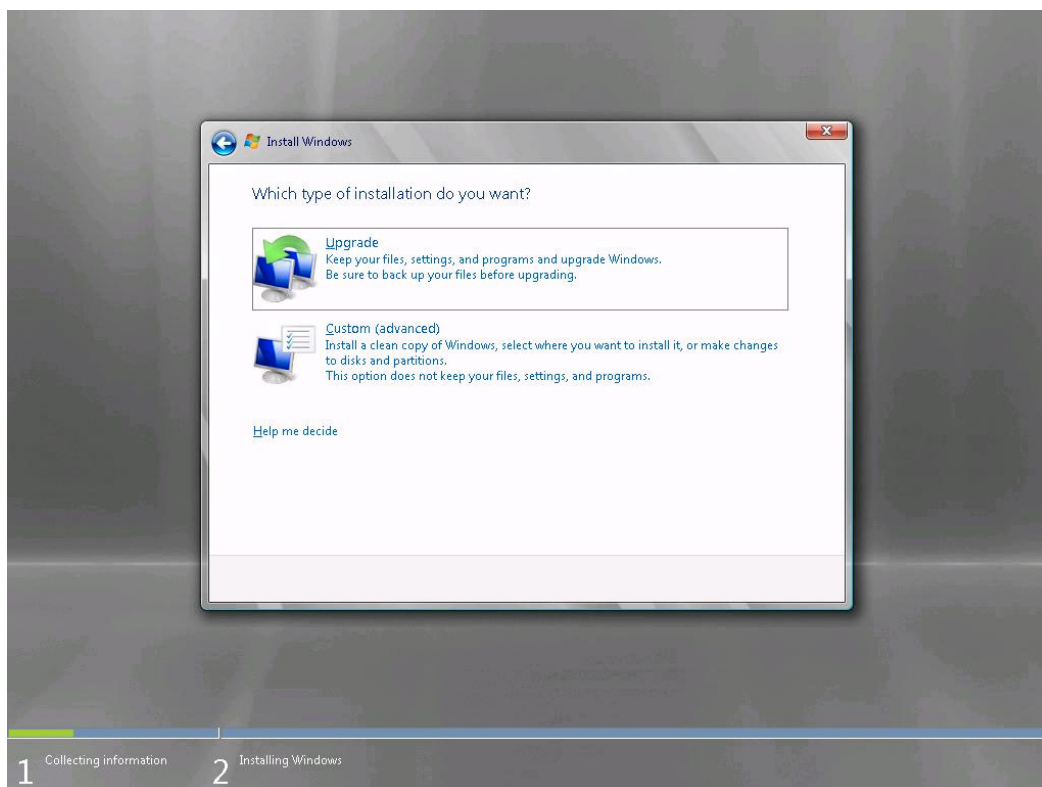 Install Windows
Which type of installation do you want?
Upgrade
Keep your files, settings, and programs and upgrade Windows.
Be sure to back up your files before upgrading.
Custom (advanced)
Install a clean copy of Windows, select where you want to install it, or make changes
to disks and partitions.
This option does not keep your files, settings, and programs.
Help me decide
1 Collecting information
2 Installing Windows